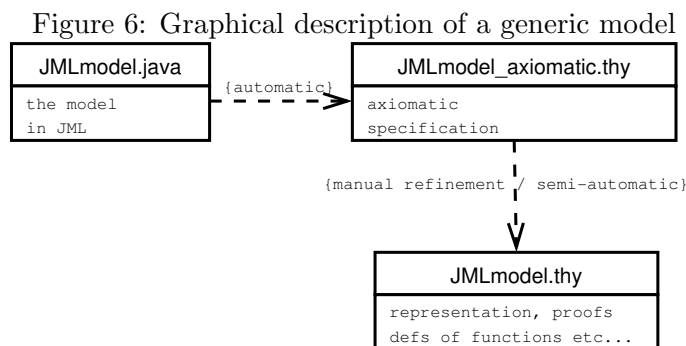 Figure 6: Graphical description of a generic model
JMLmodel.java
the model
in JML
{automatic}
JMLmodel_axiomatic.thy
axiomatic
specification
{manual refinement / semi-automatic}
JMLmodel.thy
representation, proofs
defs of functions etc...